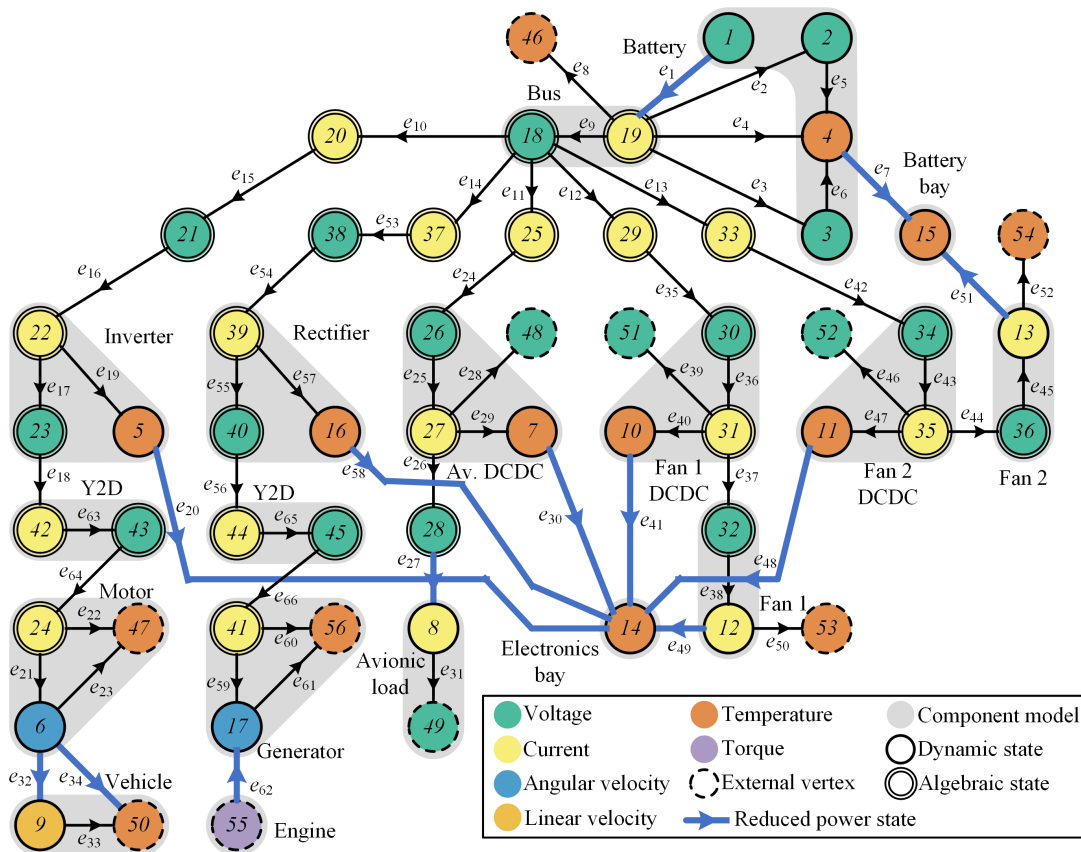 46 Battery 1 2
e8 e1 e2 e5
Bus
20 e10 18 e9 19 e4 4 e7 Battery
bay
e15 e14 e11 e12 e13 e3 e6
21 38 e53 37 25 29 33 3 15 54
e16 e54 e24 e35 e42 e51 e52
22 Inverter 39 Rectifier 26 48 51 30 52 34 13
e17 e19 e55 e57 e25 e28 e39 e36 e46 e43 e45
23 5 40 16 27 e29 7 10 e40 31 11 e47 35 e44 36
e18 e56 e58 e26 Av. DCDC Fan 1
DCDC e37 Fan 2
DCDC Fan 2
Y2D Y2D
42 e63 43 e20 44 e65 45 28 e30 e41 32 e48
e64 e66 e27 e38
Motor Fan 1
24 e22 47 41 e60 56 8 14 e49 12 e50 53
e21 e23 e59 e61 Avionic
load e31 Electronics
bay
6 17 Generator 49
e32 e34 Vehicle e62
9 e33 50 55 Engine
Voltage Temperature Component model
Current Torque Dynamic state
Angular velocity External vertex Algebraic state
Linear velocity Reduced power state